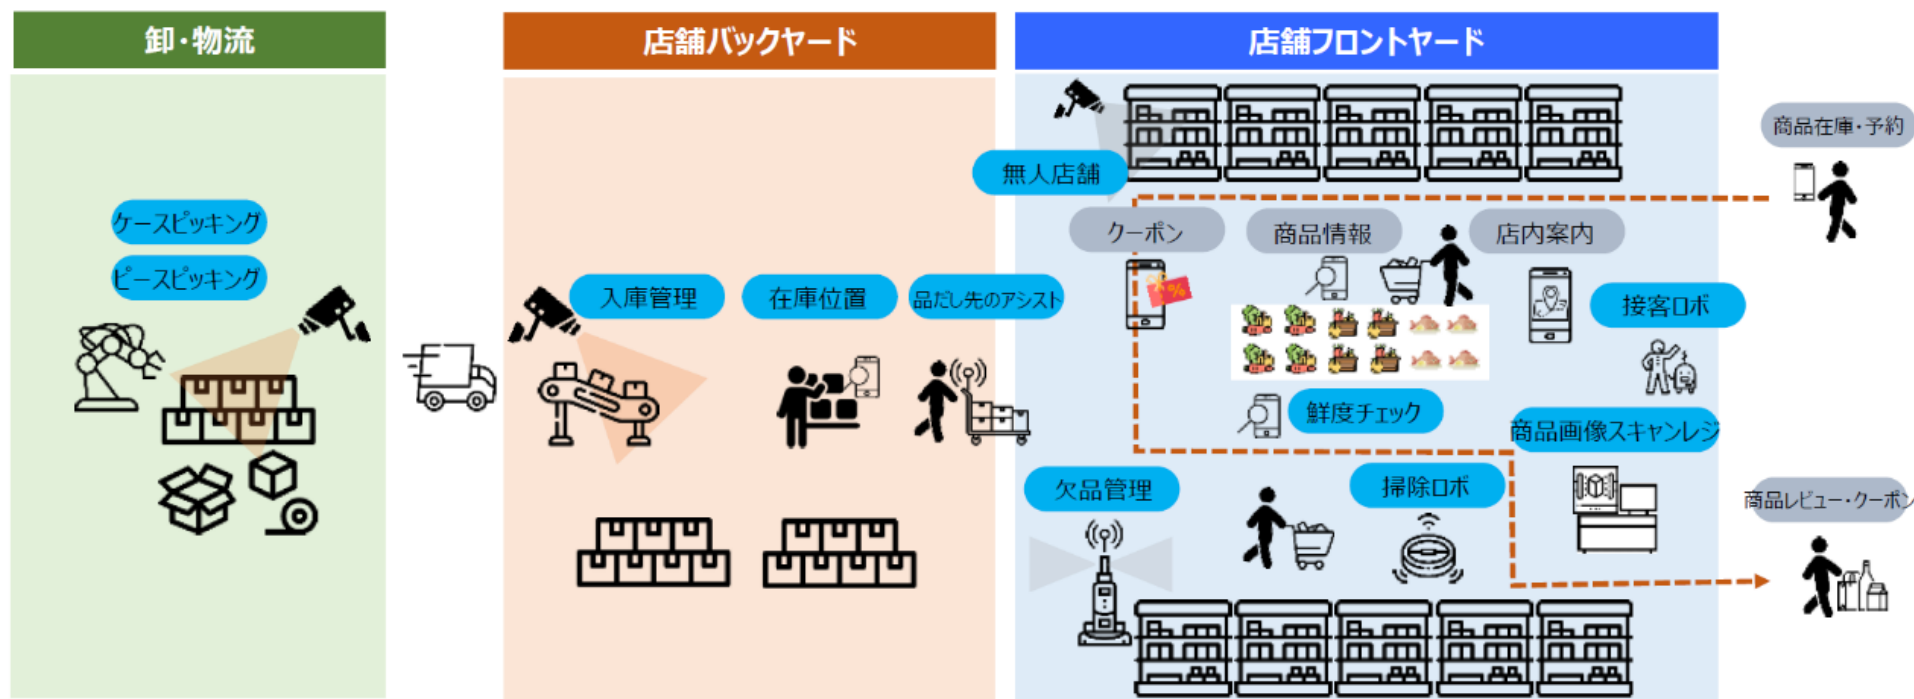 卸・物流
店舗バックヤード
店舗フロントヤード
ケースピッキング
ピースピッキング
入庫管理
在庫位置
品だし先のアシスト
無人店舗
クーポン
商品情報
店内案内
接客ロボ
鮮度チェック
商品画像スキャンレジ
欠品管理
掃除ロボ
商品在庫・予約
商品レビュー・クーポン